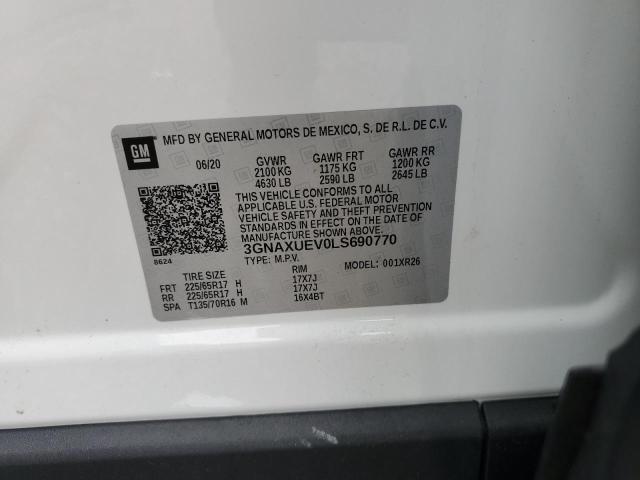 GM
MFD BY GENERAL MOTORS DE MEXICO, S. DE R.L. DE C.V.
06/20 GVWR GAWR FRT GAWR RR
2100 KG 1175 KG 1200 KG
4630 LB 2590 LB 2645 LB
THIS VEHICLE CONFORMS TO ALL
APPLICABLE U.S. FEDERAL MOTOR
VEHICLE SAFETY AND THEFT PREVENTION
STANDARDS IN EFFECT ON THE DATE OF
MANUFACTURE SHOWN ABOVE.
3GNAXUEV0LS690770
8624
TYPE: M.P.V. MODEL: 001XR26
TIRE SIZE RIM
FRT 225/65R17 H 17X7J
RR 225/65R17 H 17X7J
SPA T135/70R16 M 16X4BT